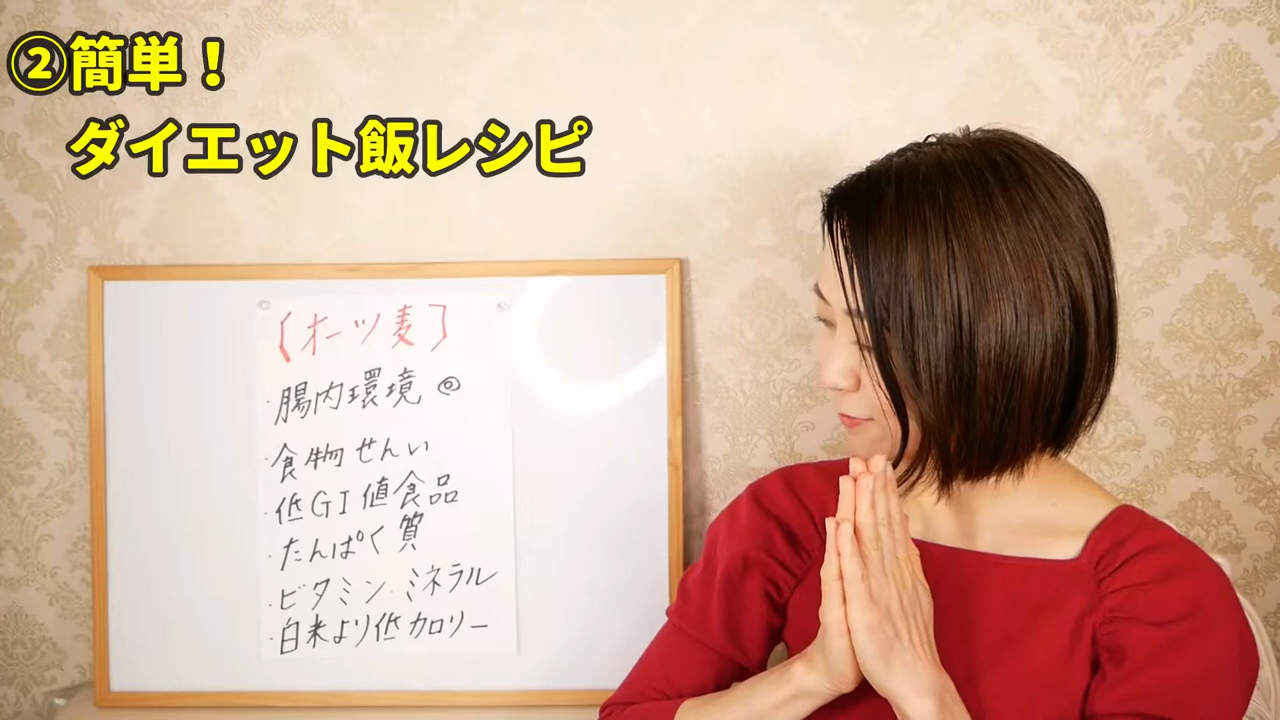 ②簡単！
ダイエット飯レシピ
〔オーツ麦〕
・腸内環境 ◎
・食物せんい
・低GI値食品
・たんぱく質
・ビタミン・ミネラル
・白米より低カロリー